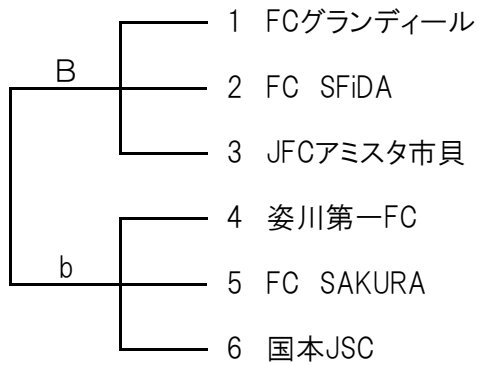 1 FCグランディール
B
2 FC SFiDA
3 JFCアミスタ市貝
4 姿川第一FC
b
5 FC SAKURA
6 国本JSC